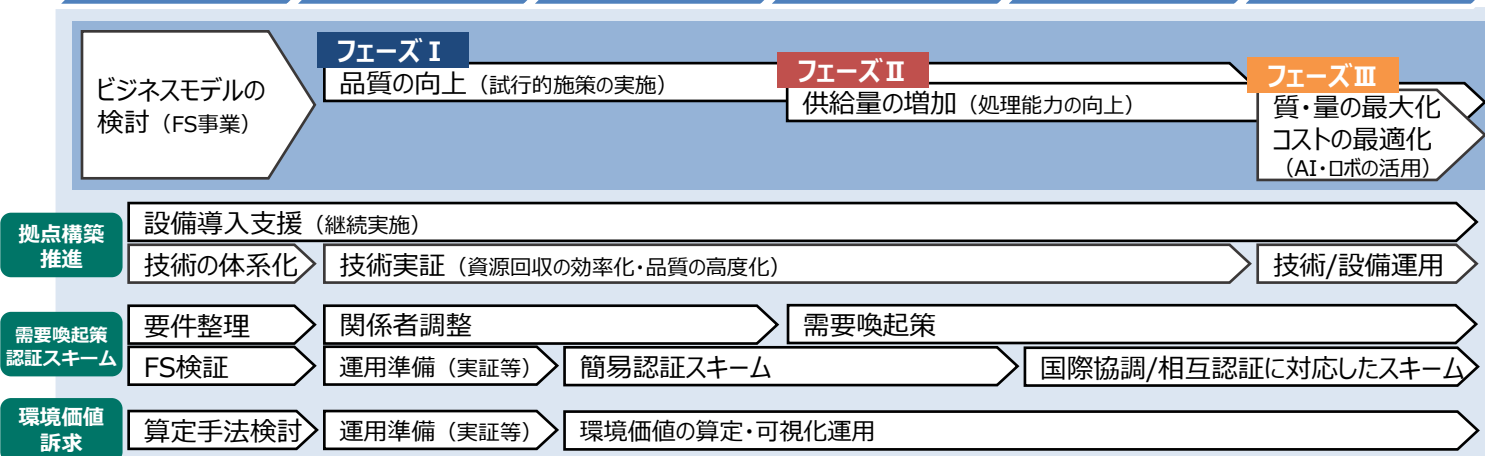 フェーズⅠ
フェーズⅡ
フェーズⅢ
ビジネスモデルの
検討（FS事業）
品質の向上（試行的施策の実施）
供給量の増加（処理能力の向上）
質・量の最大化
コストの最適化
（AI・ロボの活用）
拠点構築
推進
設備導入支援（継続実施）
技術の体系化
技術実証（資源回収の効率化・品質の高度化）
技術/設備運用
需要喚起策
認証スキーム
要件整理
関係者調整
需要喚起策
FS検証
運用準備（実証等）
簡易認証スキーム
国際協調/相互認証に対応したスキーム
環境価値
訴求
算定手法検討
運用準備（実証等）
環境価値の算定・可視化運用